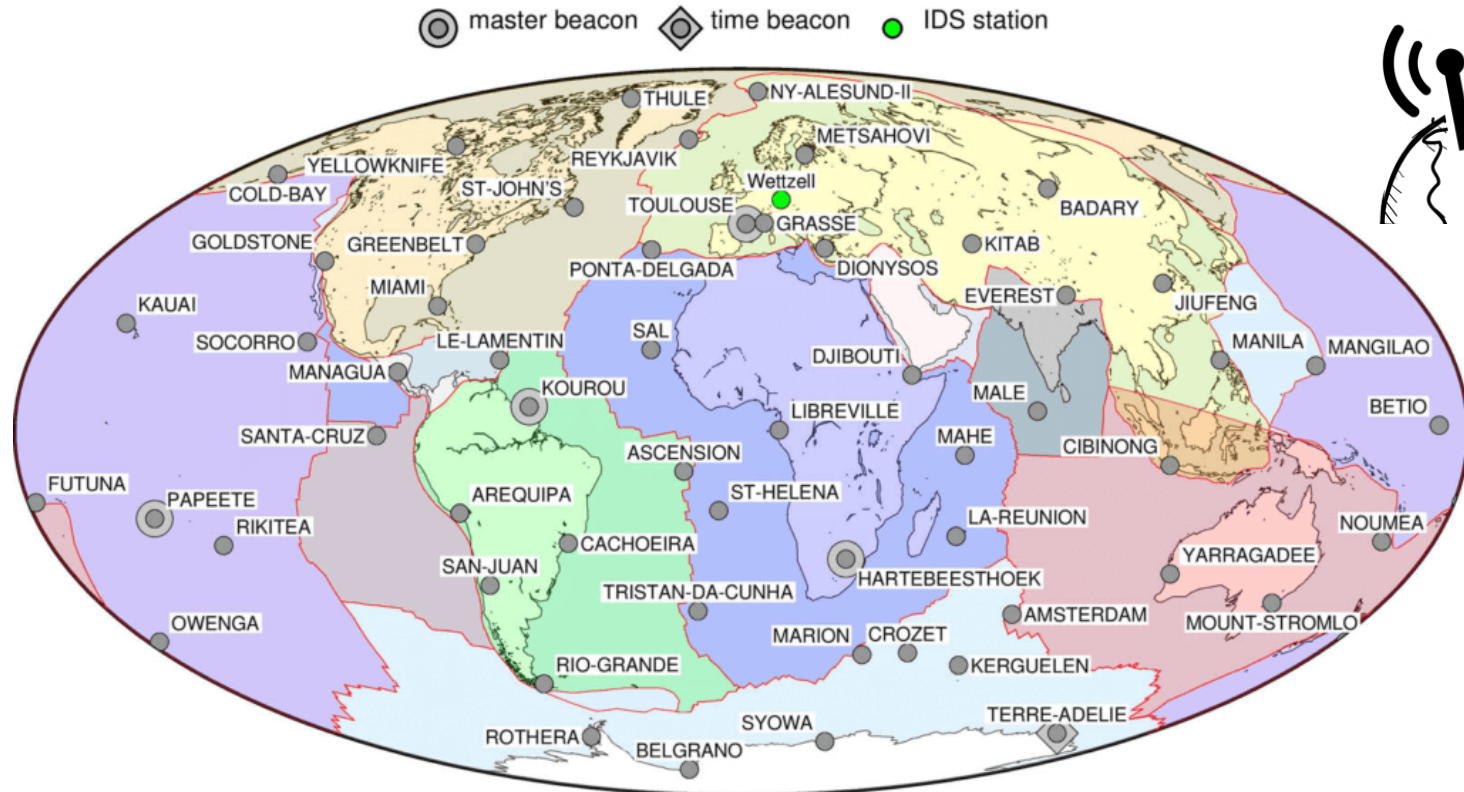 master beacon
time beacon
IDS station
THULE
NY-ALESUND-II
METSAHOVI
REYKJAVIK
YELLOWKNIFE
COLD-BAY
ST-JOHN'S
Wettzell
TOULOUSE
GRASSE
BADARY
GOLDSTONE
GREENBELT
KITAB
PONTA-DELGADA
DIONYSOS
MIAMI
EVEREST
JIUFENG
KAUAI
SOCORRO
LE-LAMENTIN
SAL
DJIBOUTI
MANILA
MANGILAO
MANAGUA
KOUROU
MALE
BETIO
LIBREVILLE
SANTA-CRUZ
MAHE
CIBINONG
ASCENSION
FUTUNA
PAPEETE
AREQUIPA
ST-HELENA
LA-REUNION
NOUMEA
RIKITEA
CACHOEIRA
YARRAGADEE
SAN-JUAN
HARTEBEESTHOEK
TRISTAN-DA-CUNHA
AMSTERDAM
MOUNT-STROMLO
OWENGA
MARION
CROZET
RIO-GRANDE
KERGUELEN
TERRE-ADELIE
SYOWA
ROTHERA
BELGRANO